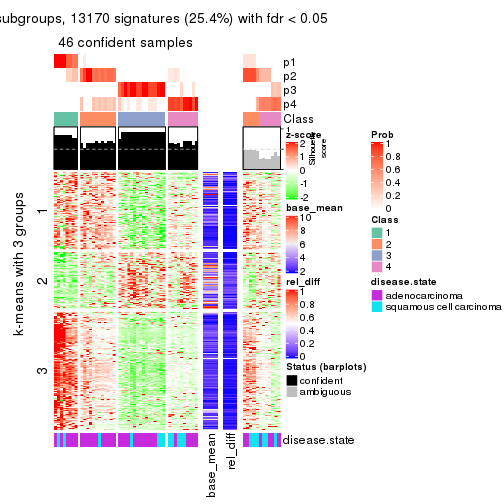 subgroups, 13170 signatures (25.4%) with fdr < 0.05
46 confident samples
p1
p2
p3
p4
Class
1
Silhouette
score
z-score
2
1
0
-1
-2
base_mean
10
8
6
4
2
rel_diff
1
0.8
0.6
0.4
0.2
0
Status (barplots)
confident
ambiguous
Prob
1
0.8
0.6
0.4
0.2
0
Class
1
2
3
4
disease.state
adenocarcinoma
squamous cell carcinoma
k-means with 3 groups
1
2
3
disease.state
base_mean
rel_diff